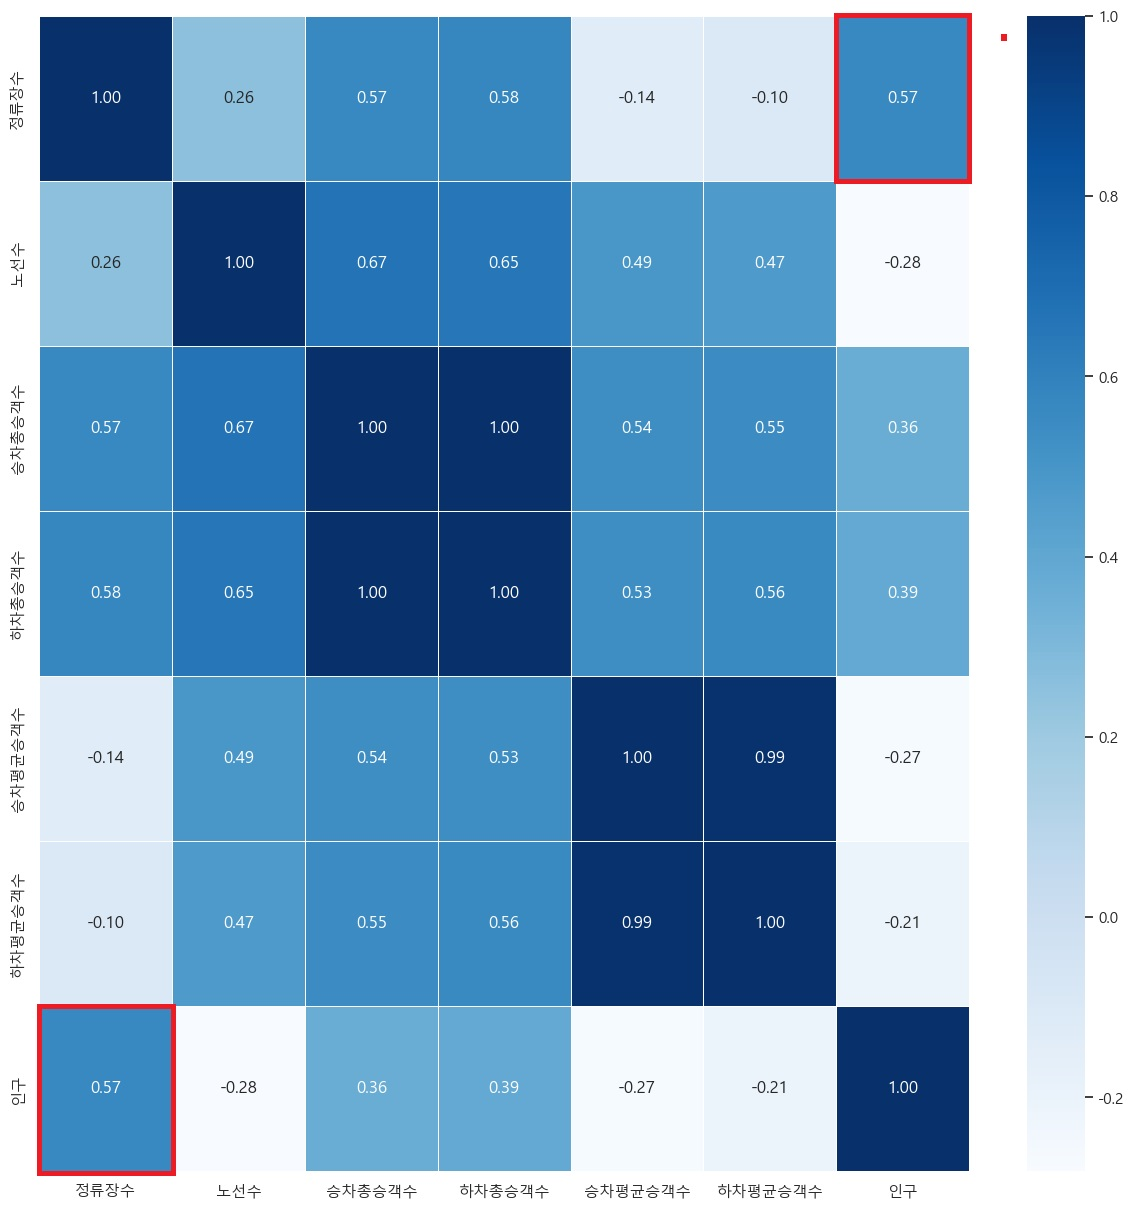 정류장수 1.00 0.26 0.57 0.58 -0.14 -0.10 0.57
노선수 0.26 1.00 0.67 0.65 0.49 0.47 -0.28
승차총승객수 0.57 0.67 1.00 1.00 0.54 0.55 0.36
하차총승객수 0.58 0.65 1.00 1.00 0.53 0.56 0.39
승차평균승객수 -0.14 0.49 0.54 0.53 1.00 0.99 -0.27
하차평균승객수 -0.10 0.47 0.55 0.56 0.99 1.00 -0.21
인구 0.57 -0.28 0.36 0.39 -0.27 -0.21 1.00
정류장수 노선수 승차총승객수 하차총승객수 승차평균승객수 하차평균승객수 인구
1.0
0.8
0.6
0.4
0.2
0.0
-0.2